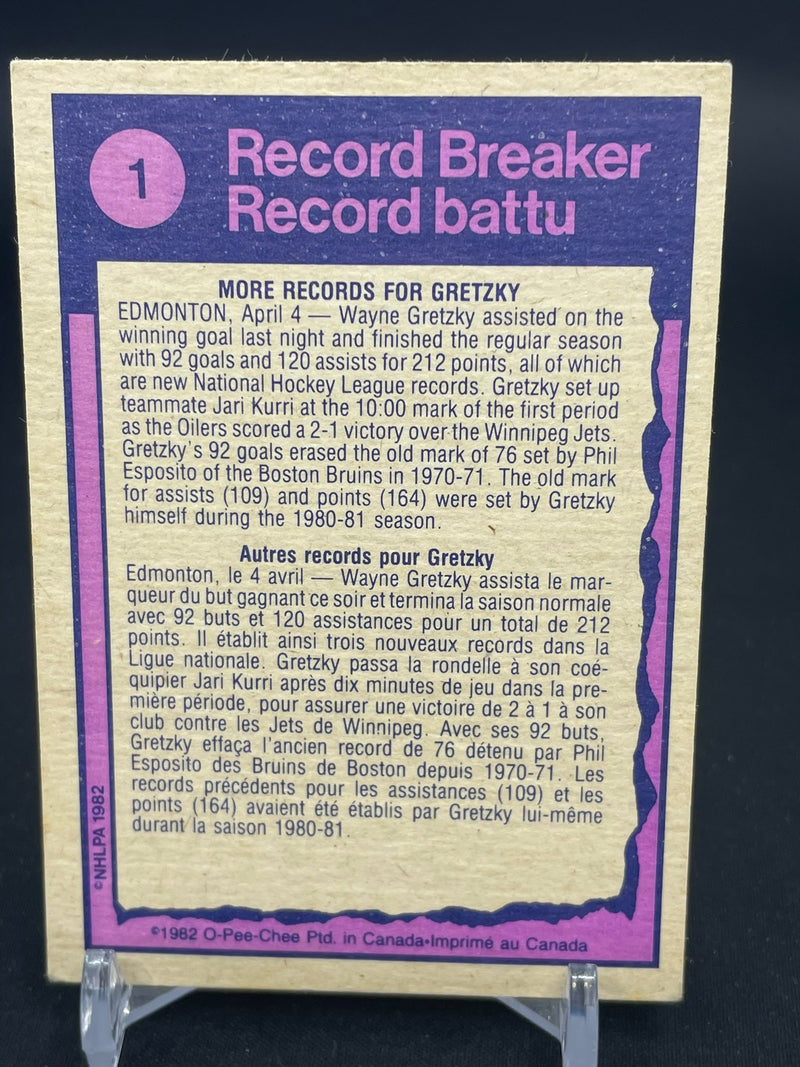 1
Record Breaker
Record battu
MORE RECORDS FOR GRETZKY
EDMONTON, April 4 — Wayne Gretzky assisted on the
winning goal last night and finished the regular season
with 92 goals and 120 assists for 212 points, all of which
are new National Hockey League records. Gretzky set up
teammate Jari Kurri at the 10:00 mark of the first period
as the Oilers scored a 2-1 victory over the Winnipeg Jets.
Gretzky's 92 goals erased the old mark of 76 set by Phil
Esposito of the Boston Bruins in 1970-71. The old mark
for assists (109) and points (164) were set by Gretzky
himself during the 1980-81 season.
Autres records pour Gretzky
Edmonton, le 4 avril — Wayne Gretzky assista le mar-
queur du but gagnant ce soir et termina la saison normale
avec 92 buts et 120 assistances pour un total de 212
points. Il établit ainsi trois nouveaux records dans la
Ligue nationale. Gretzky passa la rondelle à son coé-
quipier Jari Kurri après dix minutes de jeu dans la pre-
mière période, pour assurer une victoire de 2 à 1 à son
club contre les Jets de Winnipeg. Avec ses 92 buts,
Gretzky effaça l'ancien record de 76 détenu par Phil
Esposito des Bruins de Boston depuis 1970-71. Les
records précédents pour les assistances (109) et les
points (164) avaient été établis par Gretzky lui-même
durant la saison 1980-81.
©NHLPA 1982
©1982 O-Pee-Chee Ptd. in Canada•Imprimé au Canada